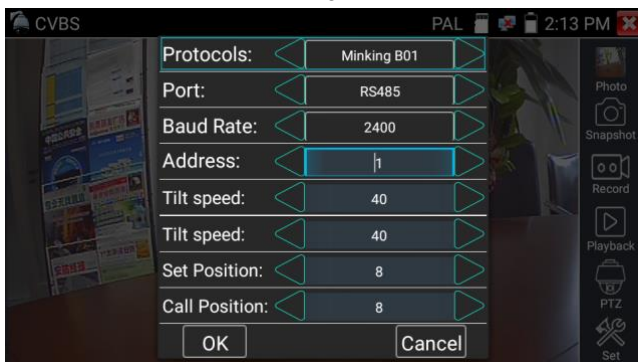 CVBS PAL 2:13 PM
Protocols: Minking B01
Port: RS485
Baud Rate: 2400
Address: 1
Tilt speed: 40
Tilt speed: 40
Set Position: 8
Call Position: 8
OK Cancel
Photo
Snapshot
Record
Playback
PTZ
Set